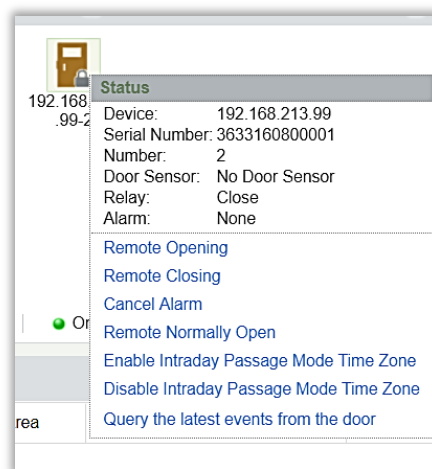 192.168
.99-2
Status
Device: 192.168.213.99
Serial Number: 3633160800001
Number: 2
Door Sensor: No Door Sensor
Relay: Close
Alarm: None
Remote Opening
Remote Closing
Cancel Alarm
Remote Normally Open
Enable Intraday Passage Mode Time Zone
Disable Intraday Passage Mode Time Zone
Query the latest events from the door